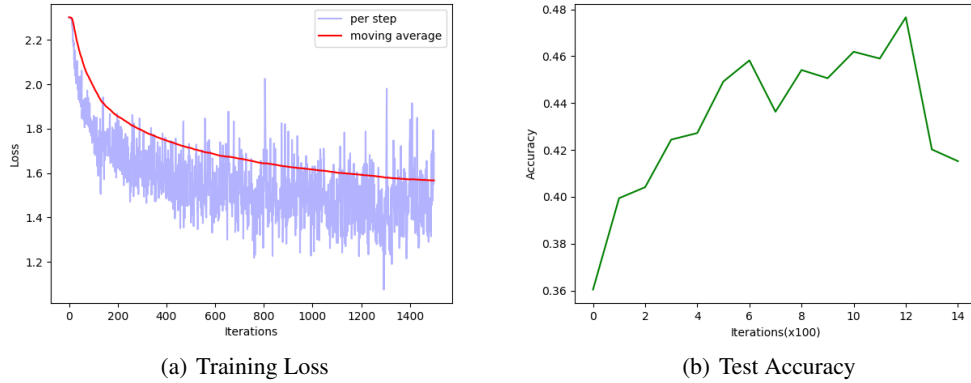 2.2
2.0
1.8
1.6
1.4
1.2
Loss
per step
moving average
0 200 400 600 800 1000 1200 1400
Iterations
(a) Training Loss
0.48
0.46
0.44
0.42
0.40
0.38
0.36
Accuracy
0 2 4 6 8 10 12 14
Iterations(x100)
(b) Test Accuracy